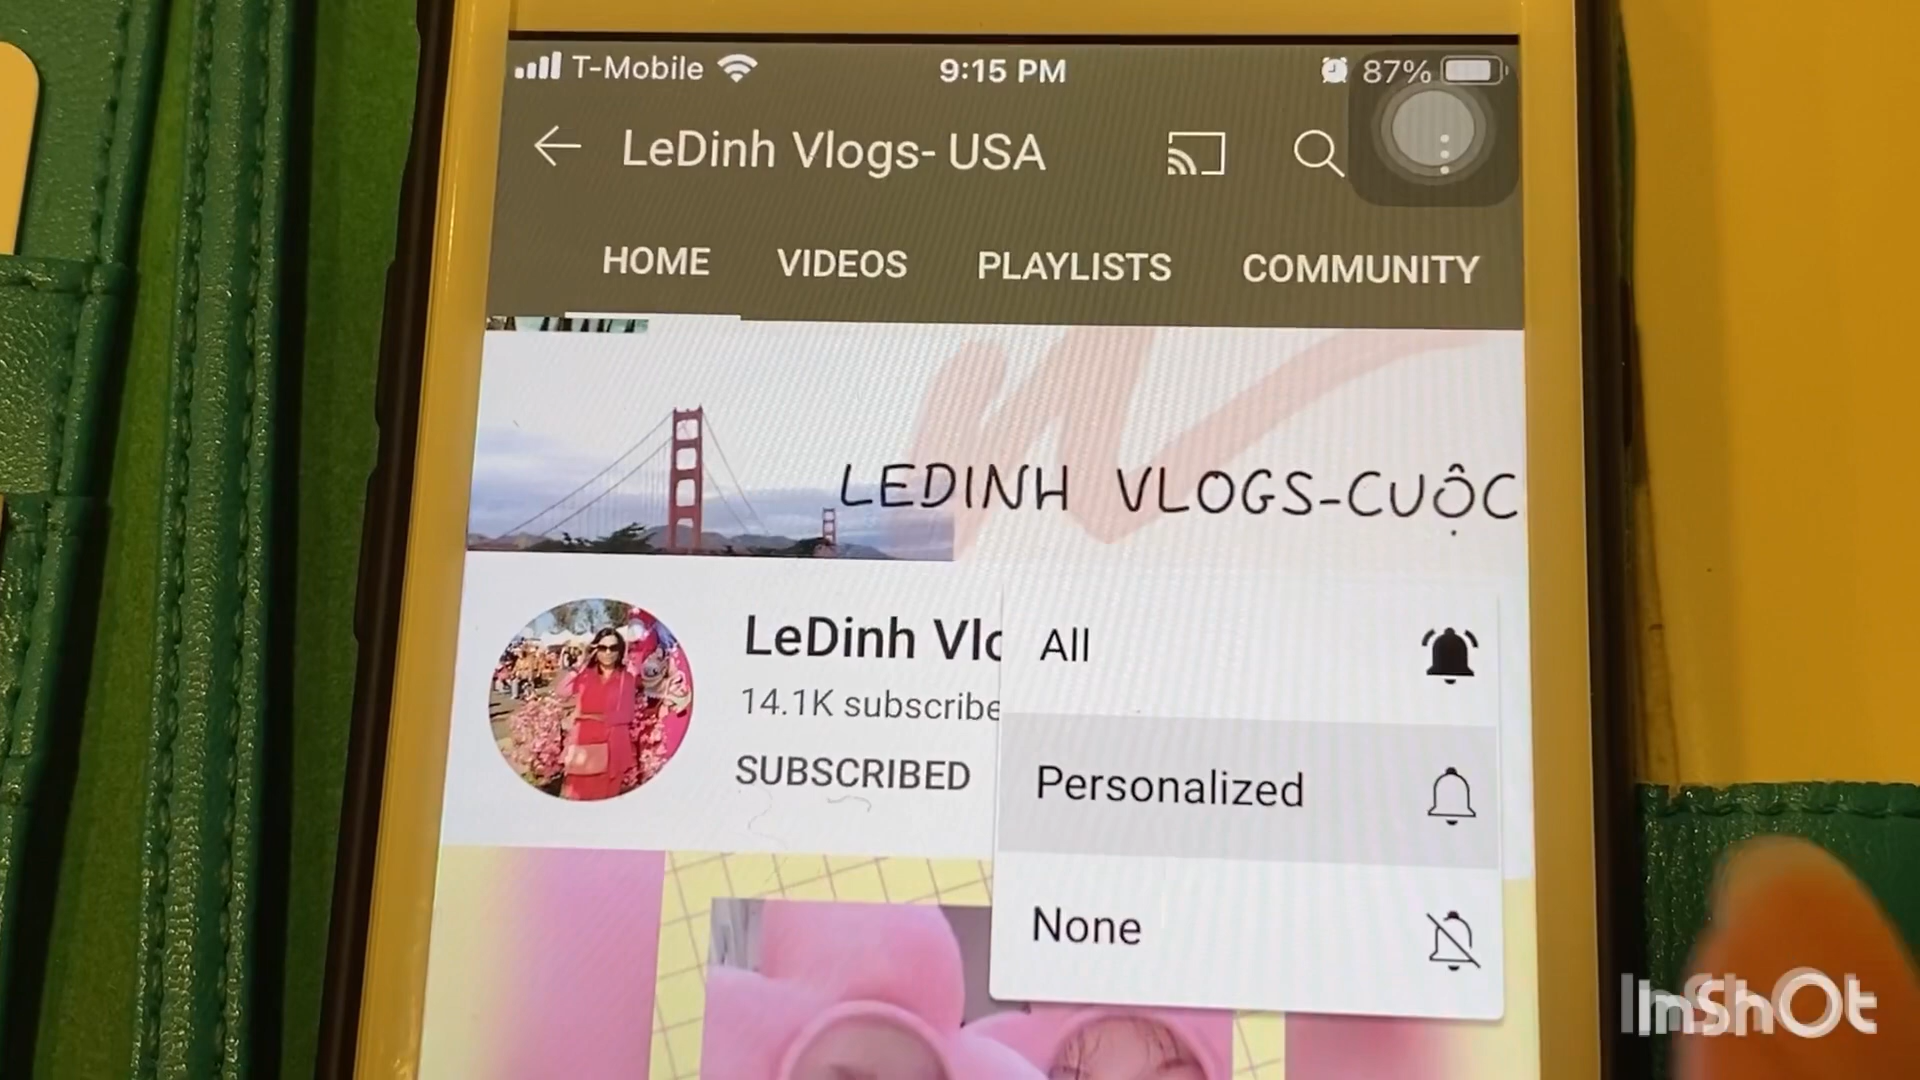 T-Mobile 9:15 PM 87%
LeDinh Vlogs- USA
HOME VIDEOS PLAYLISTS COMMUNITY
LEDINH VLOGS-CUỘC
LeDinh Vlo
14.1K subscribe
SUBSCRIBED
All
Personalized
None
InShOt